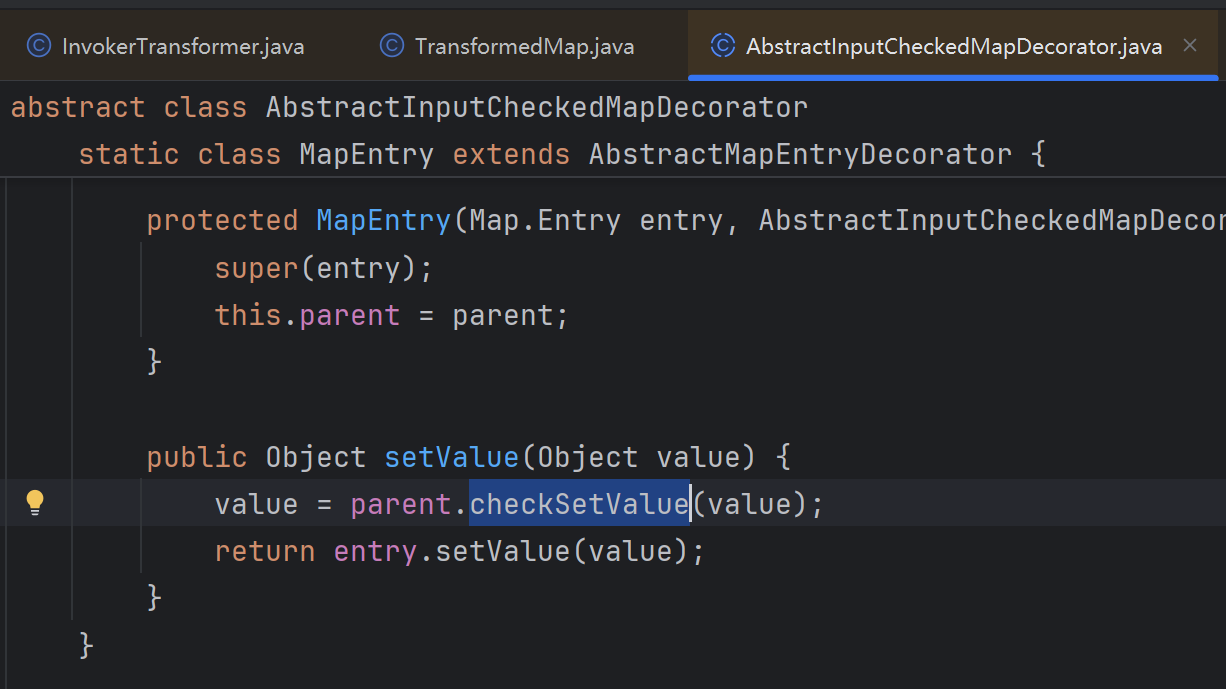 InvokerTransformer.java TransformedMap.java AbstractInputCheckedMapDecorator.java
abstract class AbstractInputCheckedMapDecorator
    static class MapEntry extends AbstractMapEntryDecorator {
        protected MapEntry(Map.Entry entry, AbstractInputCheckedMapDecor
            super(entry);
            this.parent = parent;
        }
        public Object setValue(Object value) {
            value = parent.checkSetValue(value);
            return entry.setValue(value);
        }
    }